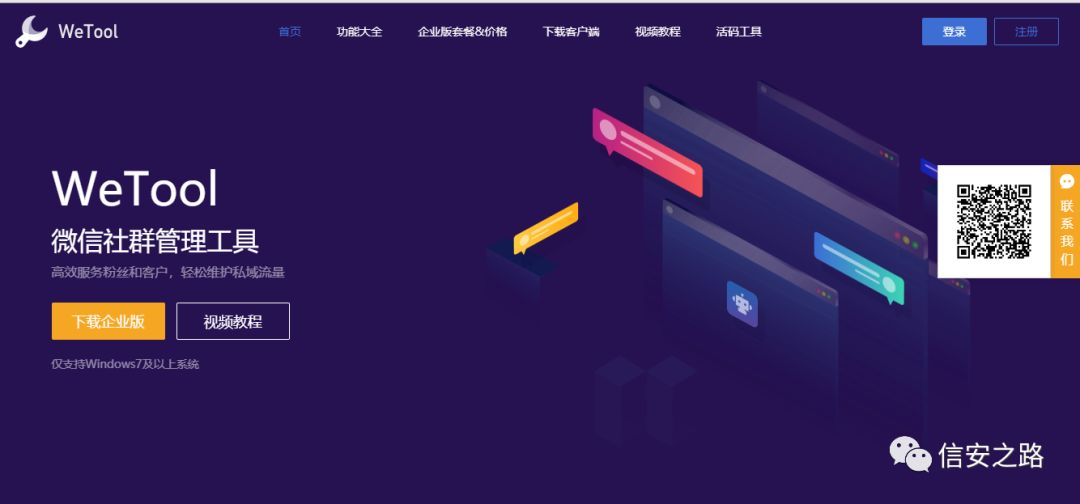 WeTool
首页 功能大全 企业版套餐&价格 下载客户端 视频教程 活码工具
登录 注册
WeTool
微信社群管理工具
高效服务粉丝和客户，轻松维护私域流量
下载企业版 视频教程
仅支持Windows7及以上系统
联系我们
信安之路